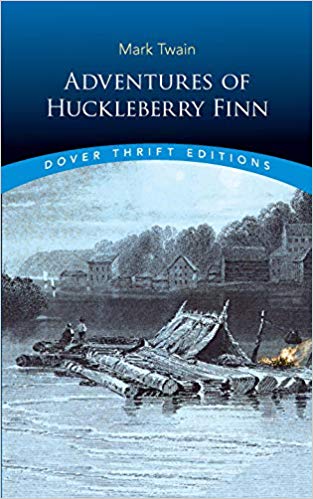 Mark Twain
ADVENTURES OF
HUCKLEBERRY FINN
DOVER THRIFT EDITIONS